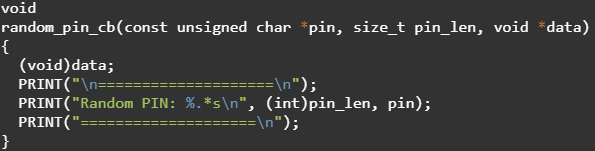 void
random_pin_cb(const unsigned char *pin, size_t pin_len, void *data)
{
  (void)data;
  PRINT("\n====================\n");
  PRINT("Random PIN: %.*s\n", (int)pin_len, pin);
  PRINT("====================\n");
}